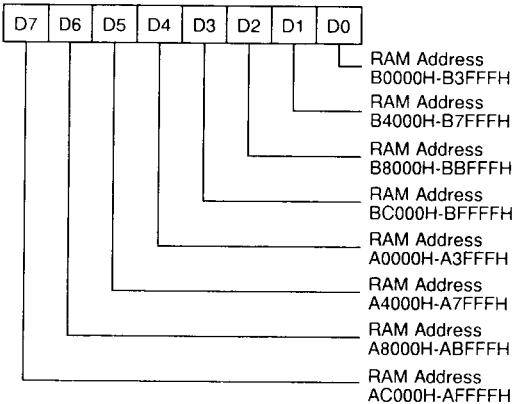 D7 D6 D5 D4 D3 D2 D1 D0
RAM Address
B0000H-B3FFFH
RAM Address
B4000H-B7FFFH
RAM Address
B8000H-BBFFFH
RAM Address
BC000H-BFFFFH
RAM Address
A0000H-A3FFFH
RAM Address
A4000H-A7FFFH
RAM Address
A8000H-ABFFFH
RAM Address
AC000H-AFFFFH